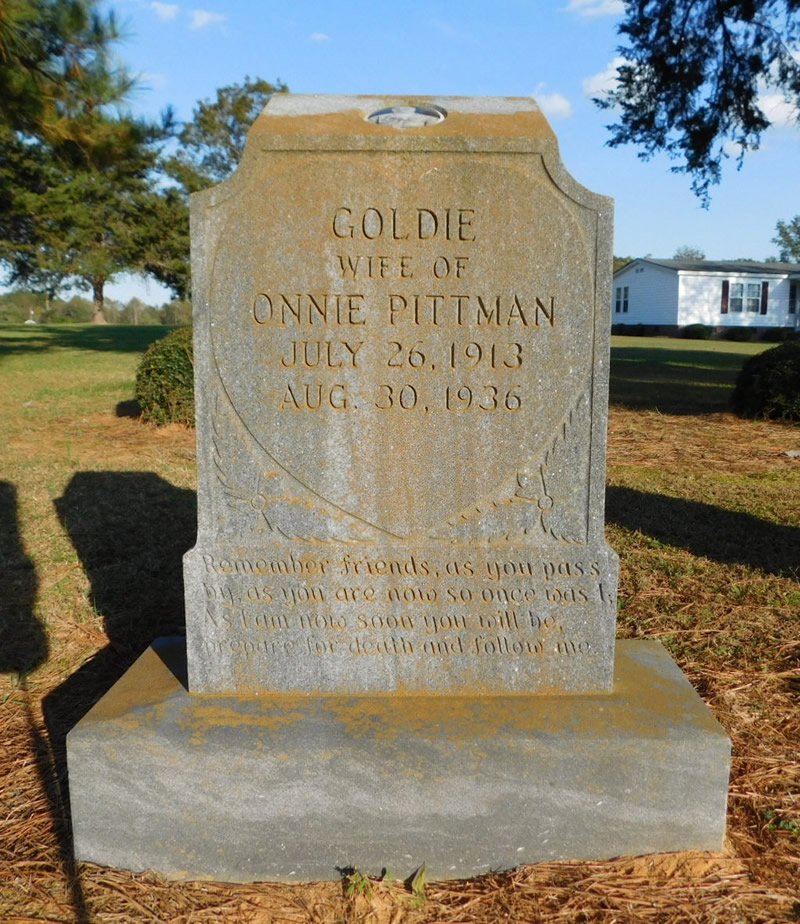 GOLDIE
WIFE OF
ONNIE PITTMAN
JULY 26, 1913
AUG. 30, 1936
Remember friends, as you pass
by, as you are now so once was I,
As I am now soon you will be,
prepare for death and follow me